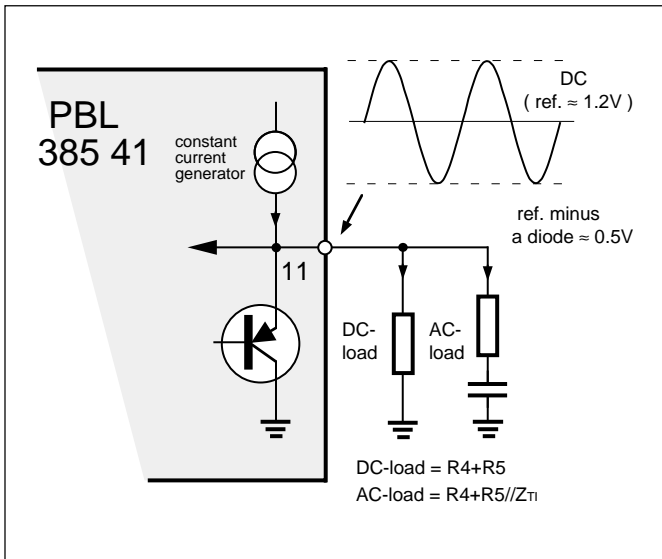 PBL
385 41
constant
current
generator
DC
( ref. ≈ 1.2V )
ref. minus
a diode ≈ 0.5V
11
DC-
load
AC-
load
DC-load = R4+R5
AC-load = R4+R5//ZTI